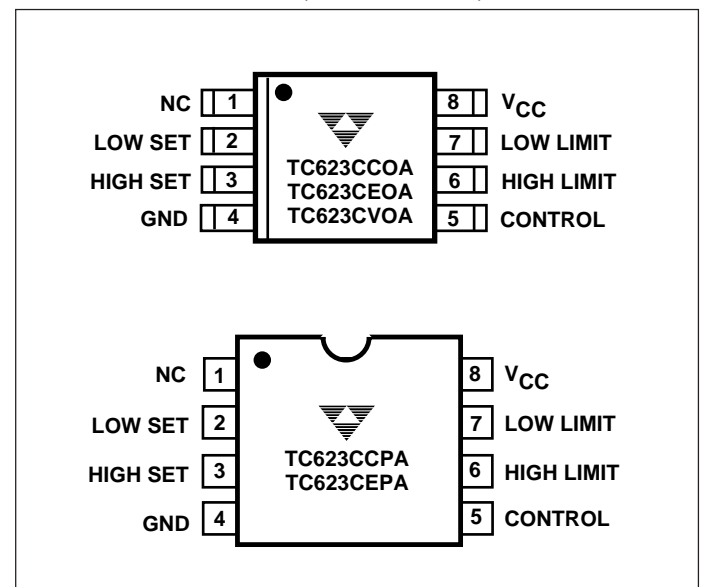 NC 1 8 VCC
LOW SET 2 7 LOW LIMIT
HIGH SET 3 TC623CCOA 6 HIGH LIMIT
TC623CEOA
GND 4 TC623CVOA 5 CONTROL
NC 1 8 VCC
LOW SET 2 7 LOW LIMIT
HIGH SET 3 TC623CCPA 6 HIGH LIMIT
TC623CEPA
GND 4 5 CONTROL